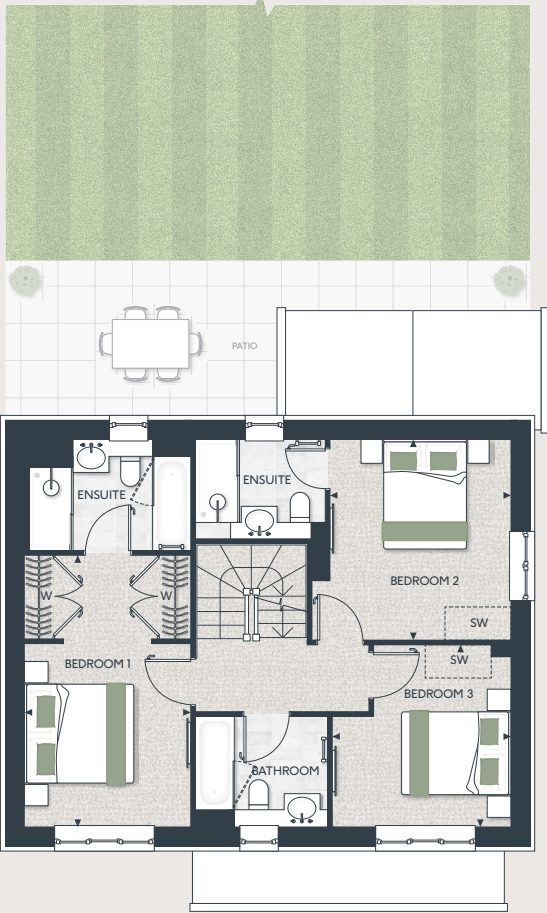 PATIO
ENSUITE
ENSUITE
BEDROOM 2
W
W
SW
SW
BEDROOM 1
BEDROOM 3
BATHROOM